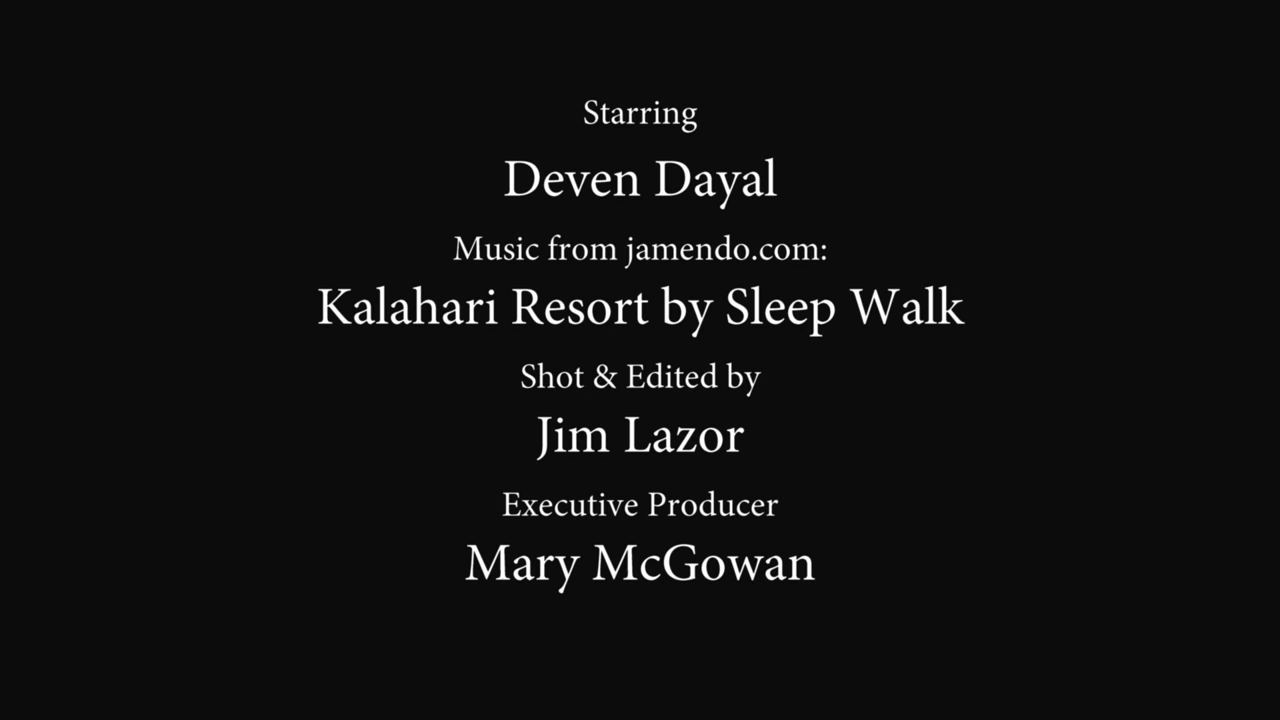 Starring
Deven Dayal
Music from jamendo.com:
Kalahari Resort by Sleep Walk
Shot & Edited by
Jim Lazor
Executive Producer
Mary McGowan